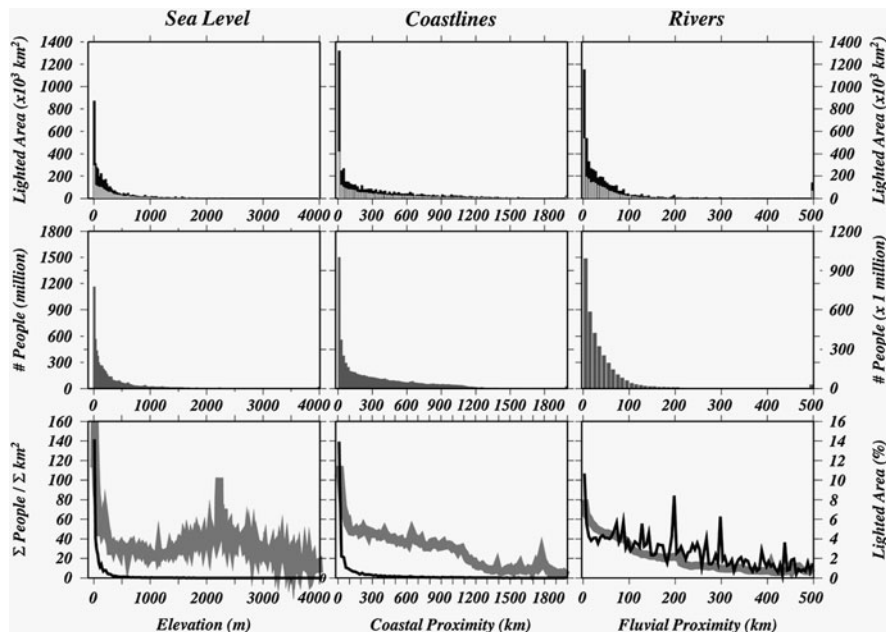 Sea Level Coastlines Rivers
Lighted Area (x10³ km²)
1400 1200 1000 800 600 400 200 0
0 1000 2000 3000 4000
0 300 600 900 1200 1500 1800
0 100 200 300 400 500
1400 1200 1000 800 600 400 200 0
Lighted Area (x10³ km²)
# People (million)
1800 1500 1200 900 600 300 0
0 1000 2000 3000 4000
0 300 600 900 1200 1500 1800
0 100 200 300 400 500
1200 900 600 300 0
# People (x 1 million)
Σ People / Σ km²
160 140 120 100 80 60 40 20 0
0 1000 2000 3000 4000
0 300 600 900 1200 1500 1800
0 100 200 300 400 500
16 14 12 10 8 6 4 2 0
Lighted Area (%)
Elevation (m) Coastal Proximity (km) Fluvial Proximity (km)